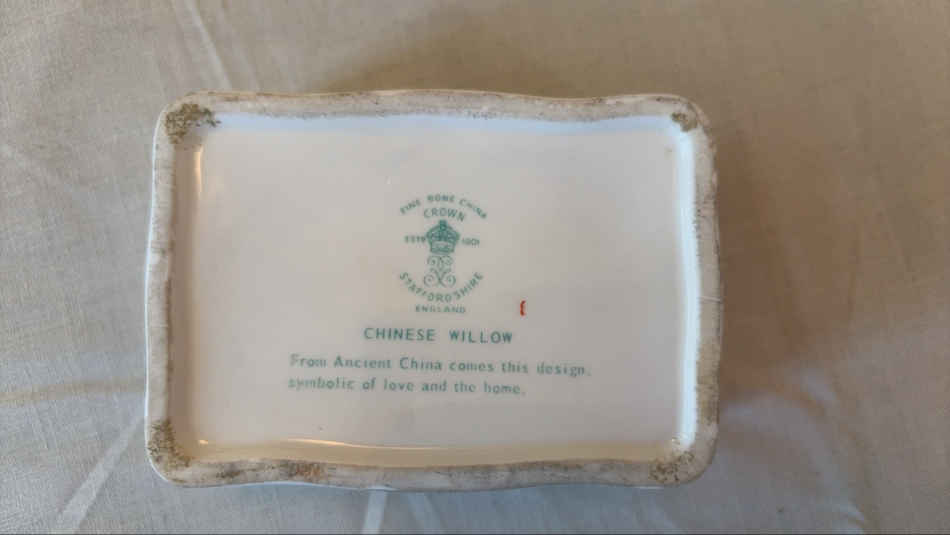 FINE BONE CHINA
CROWN
ESTD 1801
STAFFORDSHIRE
ENGLAND
CHINESE WILLOW
From Ancient China comes this design,
symbolic of love and the home.